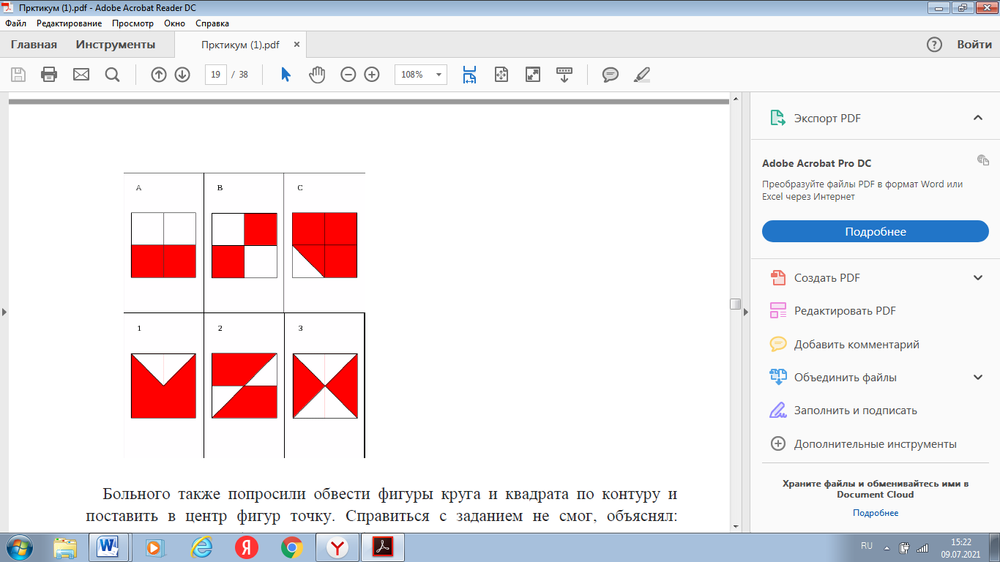 Прктикум (1).pdf - Adobe Acrobat Reader DC
Файл Редактирование Просмотр Окно Справка
Главная Инструменты Прктикум (1).pdf × Войти
19 / 38 108%
A B C
1 2 3
Больного также попросили обвести фигуры круга и квадрата по контуру и
поставить в центр фигур точку. Справиться с заданием не смог, объяснял:
Экспорт PDF
Adobe Acrobat Pro DC
Преобразуйте файлы PDF в формат Word или
Excel через Интернет
Подробнее
Создать PDF
Редактировать PDF
Добавить комментарий
Объединить файлы
Заполнить и подписать
Дополнительные инструменты
Храните файлы и обменивайтесь ими в
Document Cloud
Подробнее
RU 15:22
09.07.2021